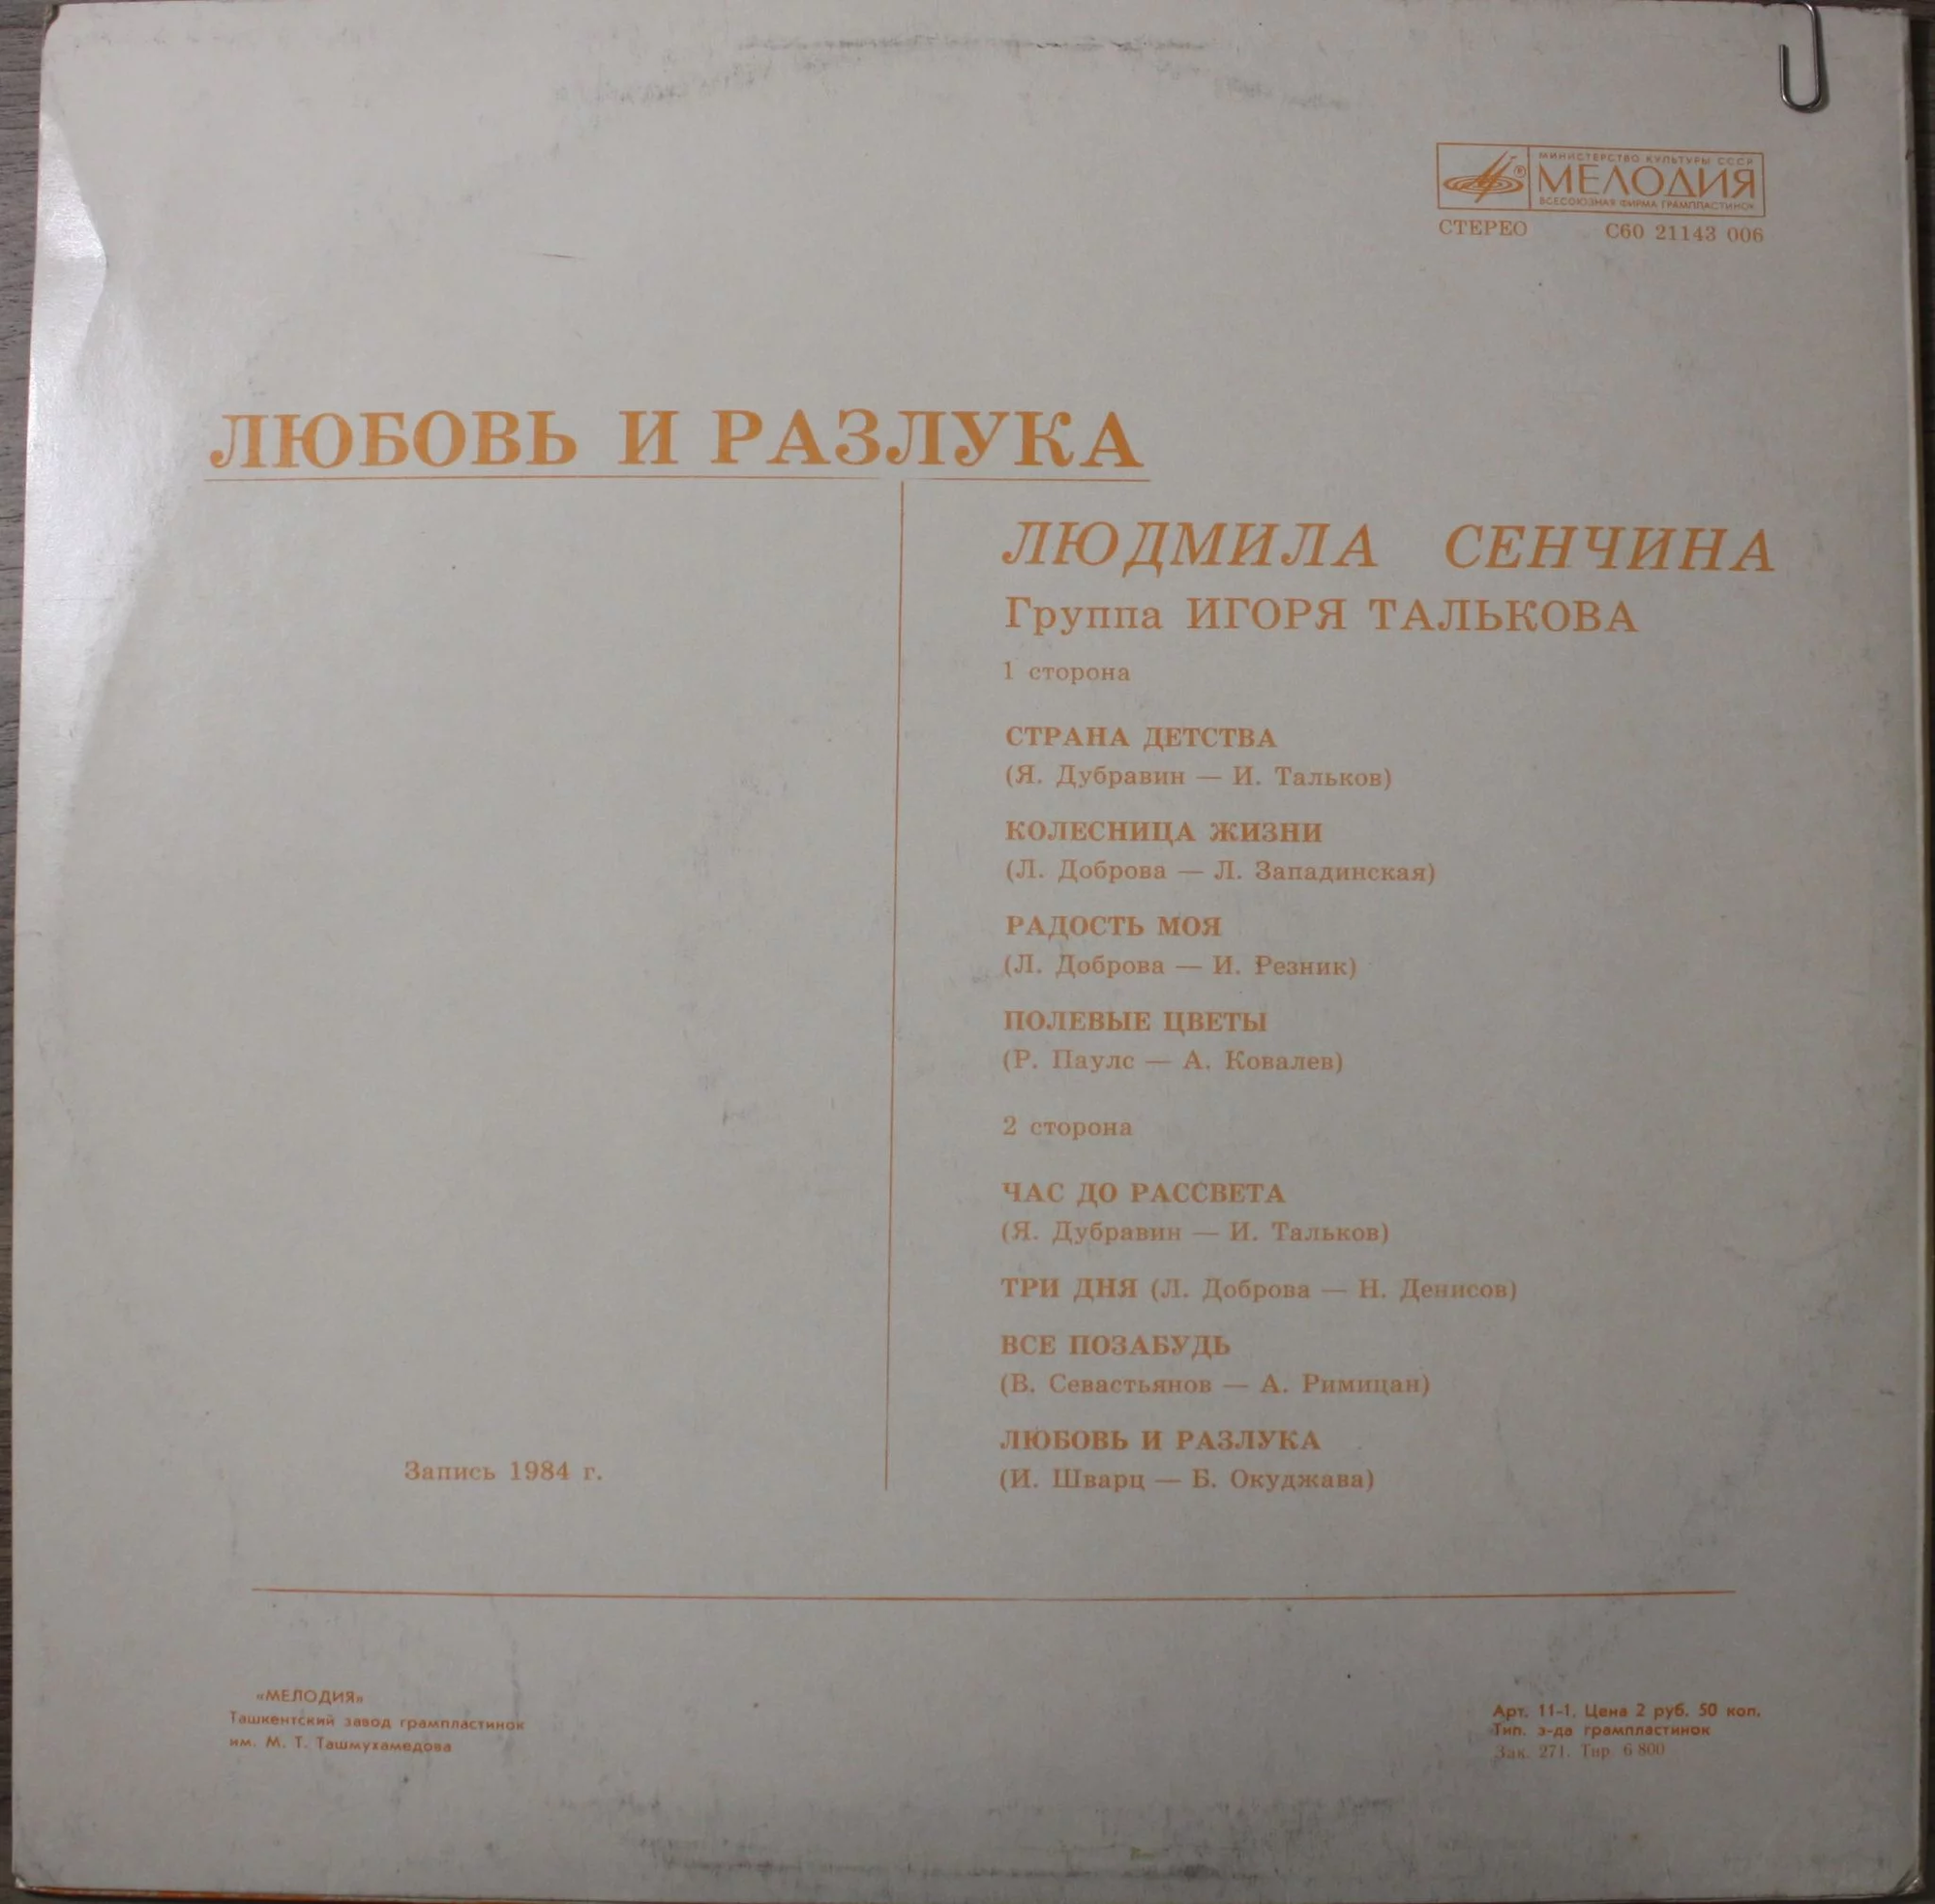 МИНИСТЕРСТВО КУЛЬТУРЫ СССР
МЕЛОДИЯ
ВСЕСОЮЗНАЯ ФИРМА ГРАМПЛАСТИНОК
СТЕРЕО С60 21143 006
ЛЮБОВЬ И РАЗЛУКА
ЛЮДМИЛА СЕНЧИНА
Группа ИГОРЯ ТАЛЬКОВА
1 сторона
СТРАНА ДЕТСТВА
(Я. Дубравин — И. Тальков)
КОЛЕСНИЦА ЖИЗНИ
(Л. Доброва — Л. Западинская)
РАДОСТЬ МОЯ
(Л. Доброва — И. Резник)
ПОЛЕВЫЕ ЦВЕТЫ
(Р. Паулс — А. Ковалев)
2 сторона
ЧАС ДО РАССВЕТА
(Я. Дубравин — И. Тальков)
ТРИ ДНЯ (Л. Доброва — Н. Денисов)
ВСЕ ПОЗАБУДЬ
(В. Севастьянов — А. Римицан)
ЛЮБОВЬ И РАЗЛУКА
(И. Шварц — Б. Окуджава)
Запись 1984 г.
«МЕЛОДИЯ»
Ташкентский завод грампластинок
им. М. Т. Ташмухамедова
Арт. 11-1. Цена 2 руб. 50 коп.
Тип. з-да грампластинок
Зак. 271. Тир. 6 800